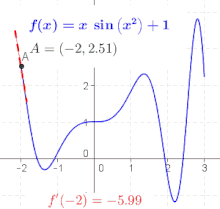 f(x) = x sin (x²) + 1
A = (−2, 2.51)
A
2
1
0
−2 −1 0 1 2 3
f′(−2) = −5.99